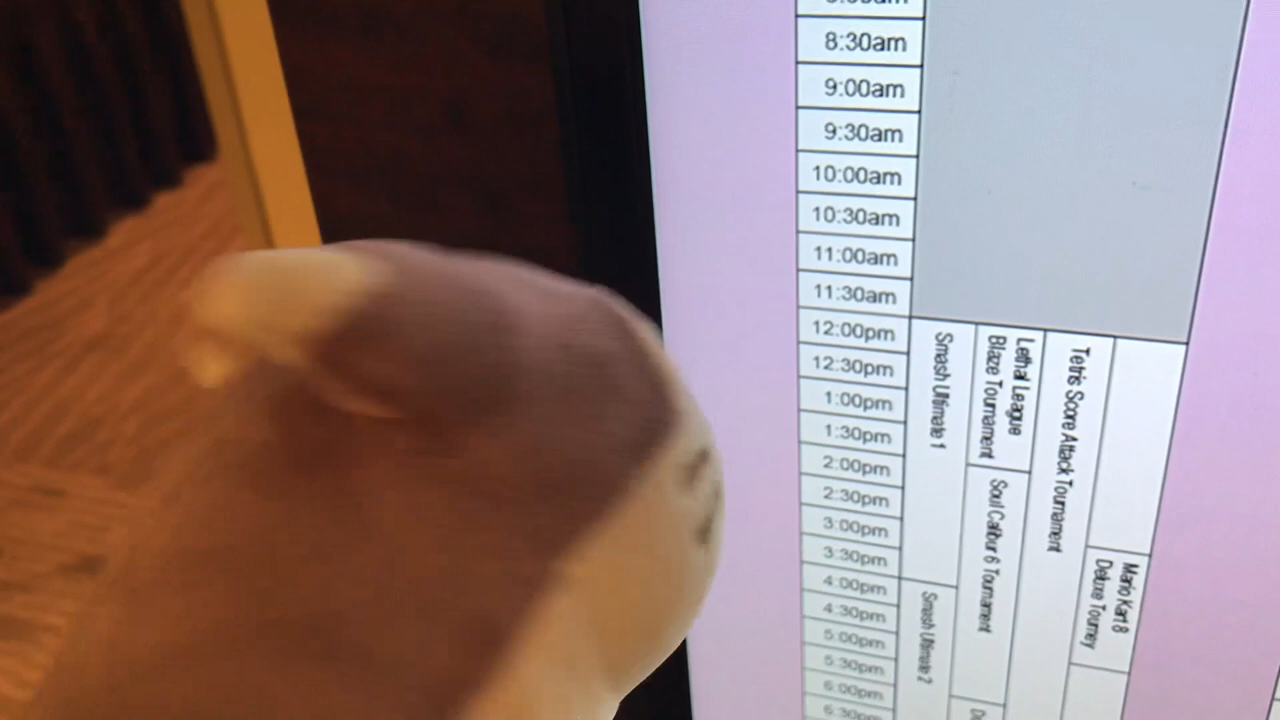 8:30am
9:00am
9:30am
10:00am
10:30am
11:00am
11:30am
12:00pm
12:30pm
1:00pm
1:30pm
2:00pm
2:30pm
3:00pm
3:30pm
4:00pm
4:30pm
5:00pm
5:30pm
6:00pm
6:30pm
Smash Ultimate 1
Smash Ultimate 2
Lethal League
Blaze Tournament
Soul Calibur 6 Tournament
Tetris Score Attack Tournament
Mario Kart 8
Deluxe Tourney